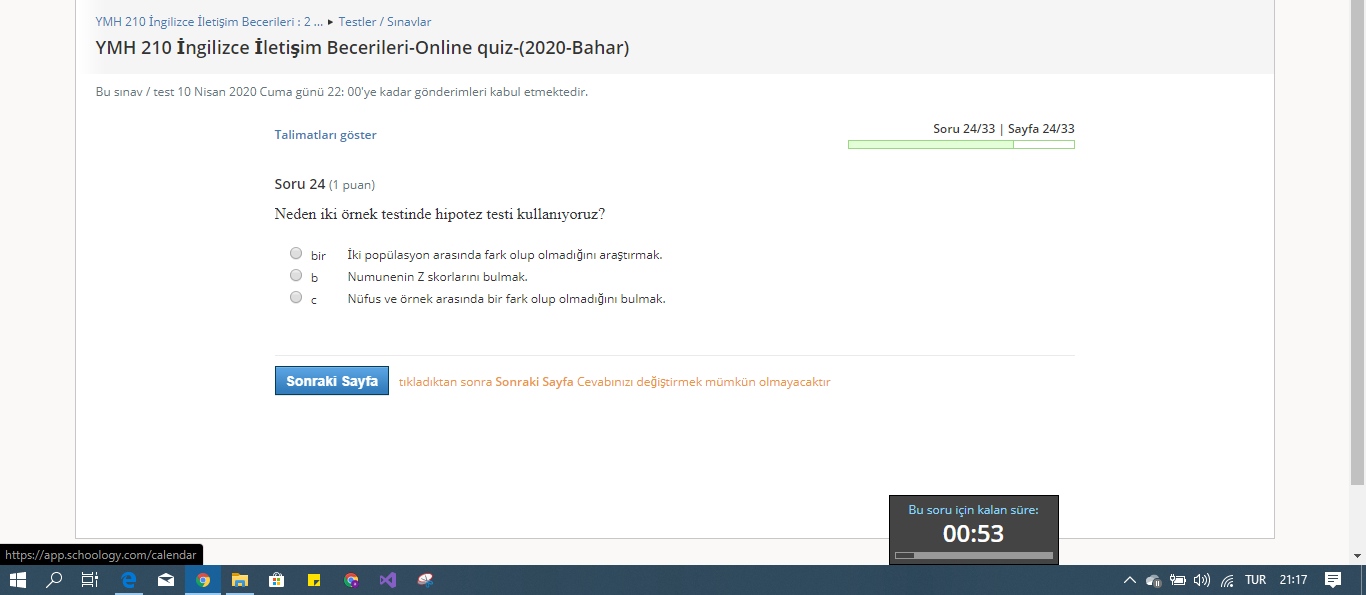 YMH 210 İngilizce İletişim Becerileri : 2 ... ▸ Testler / Sınavlar
YMH 210 İngilizce İletişim Becerileri-Online quiz-(2020-Bahar)
Bu sınav / test 10 Nisan 2020 Cuma günü 22: 00'ye kadar gönderimleri kabul etmektedir.
Talimatları göster
Soru 24/33 | Sayfa 24/33
Soru 24 (1 puan)
Neden iki örnek testinde hipotez testi kullanıyoruz?
bir İki popülasyon arasında fark olup olmadığını araştırmak.
b Numunenin Z skorlarını bulmak.
c Nüfus ve örnek arasında bir fark olup olmadığını bulmak.
Sonraki Sayfa tıkladıktan sonra Sonraki Sayfa Cevabınızı değiştirmek mümkün olmayacaktır
Bu soru için kalan süre:
00:53
https://app.schoology.com/calendar
TUR 21:17